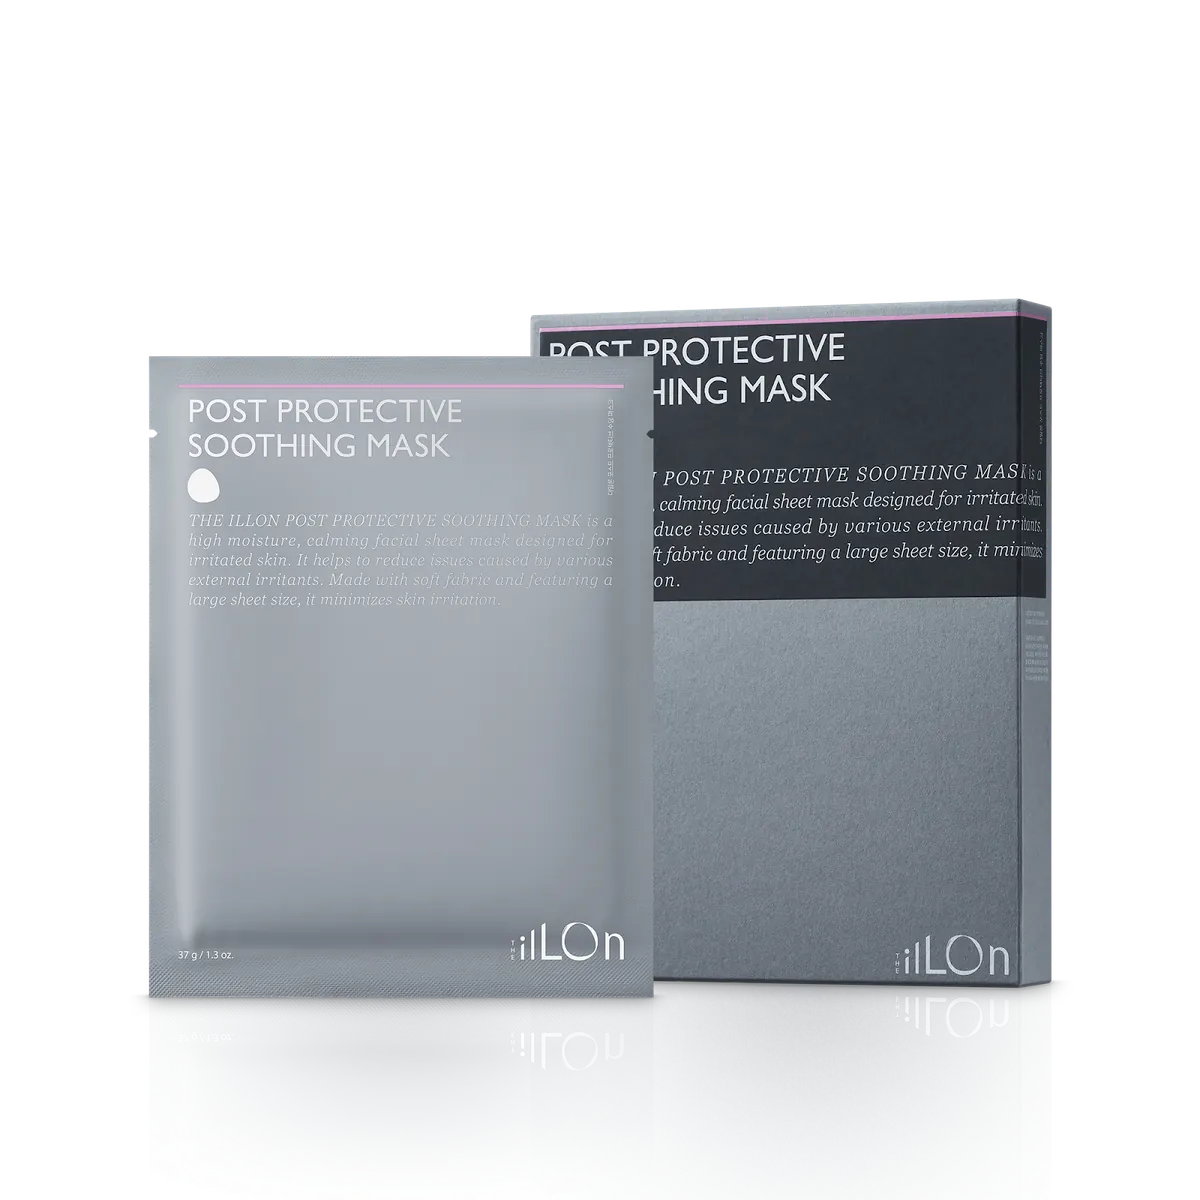 POST PROTECTIVE
SOOTHING MASK
THE ILLON POST PROTECTIVE SOOTHING MASK is a
high moisture, calming facial sheet mask designed for
irritated skin. It helps to reduce issues caused by various
external irritants. Made with soft fabric and featuring a
large sheet size, it minimizes skin irritation.
37 g / 1.3 oz.
THE illOn
POST PROTECTIVE
HING MASK
POST PROTECTIVE SOOTHING MASK is a
, calming facial sheet mask designed for irritated skin.
duce issues caused by various external irritants.
ft fabric and featuring a large sheet size, it minimizes
on.
THE illOn